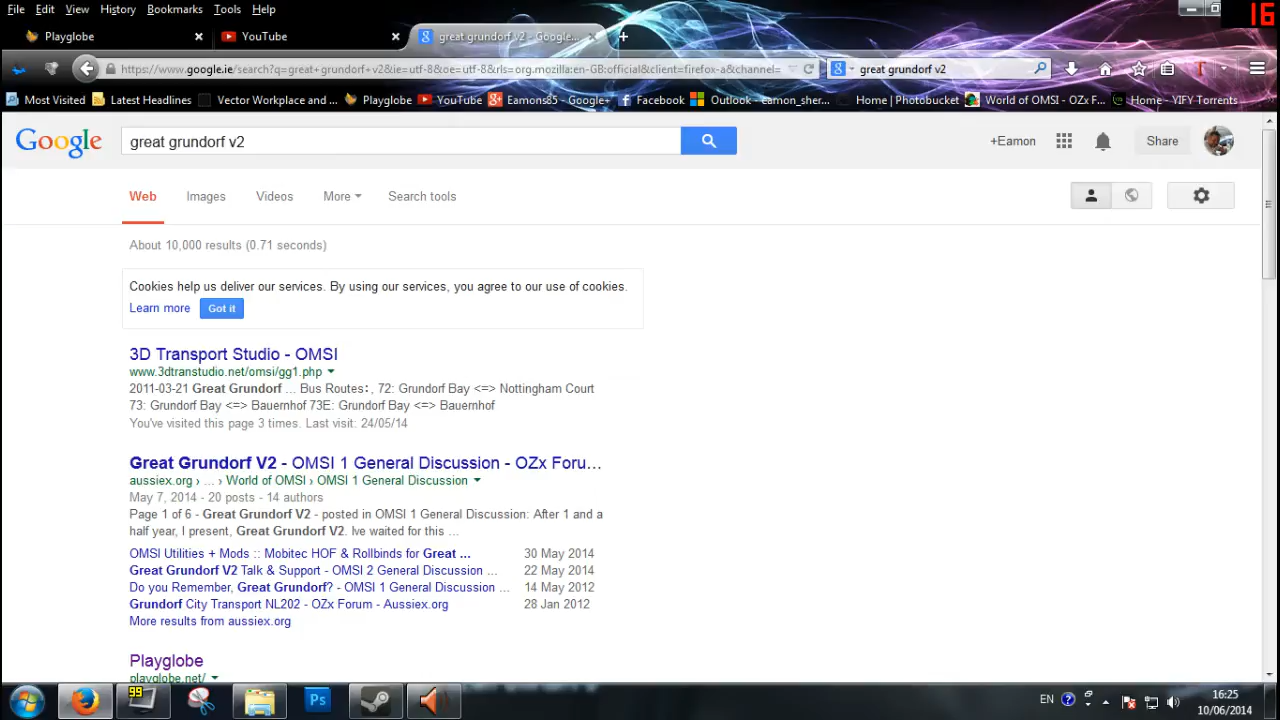 File Edit View History Bookmarks Tools Help
16
Playglobe
YouTube
great grundorf v2 - Google...
https://www.google.ie/search?q=great+grundorf+v2&ie=utf-8&oe=utf-8&rls=org.mozilla:en-GB:official&client=firefox-a&channel=
great grundorf v2
Most Visited
Latest Headlines
Vector Workplace and ...
Playglobe
YouTube
Eamons85 - Google+
Facebook
Outlook - eamon_sher...
Home | Photobucket
World of OMSI - OZx F...
Home - YIFY Torrents
Google
great grundorf v2
+Eamon
Share
Web Images Videos More Search tools
About 10,000 results (0.71 seconds)
Cookies help us deliver our services. By using our services, you agree to our use of cookies.
Learn more Got it
3D Transport Studio - OMSI
www.3dtranstudio.net/omsi/gg1.php
2011-03-21 Great Grundorf ... Bus Routes：, 72: Grundorf Bay <=> Nottingham Court
73: Grundorf Bay <=> Bauernhof 73E: Grundorf Bay <=> Bauernhof
You've visited this page 3 times. Last visit: 24/05/14
Great Grundorf V2 - OMSI 1 General Discussion - OZx Foru...
aussiex.org › ... › World of OMSI › OMSI 1 General Discussion
May 7, 2014 - 20 posts - 14 authors
Page 1 of 6 - Great Grundorf V2 - posted in OMSI 1 General Discussion: After 1 and a
half year, I present, Great Grundorf V2. Ive waited for this ...
OMSI Utilities + Mods :: Mobitec HOF & Rollbinds for Great ... 30 May 2014
Great Grundorf V2 Talk & Support - OMSI 2 General Discussion ... 22 May 2014
Do you Remember, Great Grundorf? - OMSI 1 General Discussion ... 14 May 2012
Grundorf City Transport NL202 - OZx Forum - Aussiex.org 28 Jan 2012
More results from aussiex.org
Playglobe
playglobe.net/
99
Ps
EN
16:25
10/06/2014